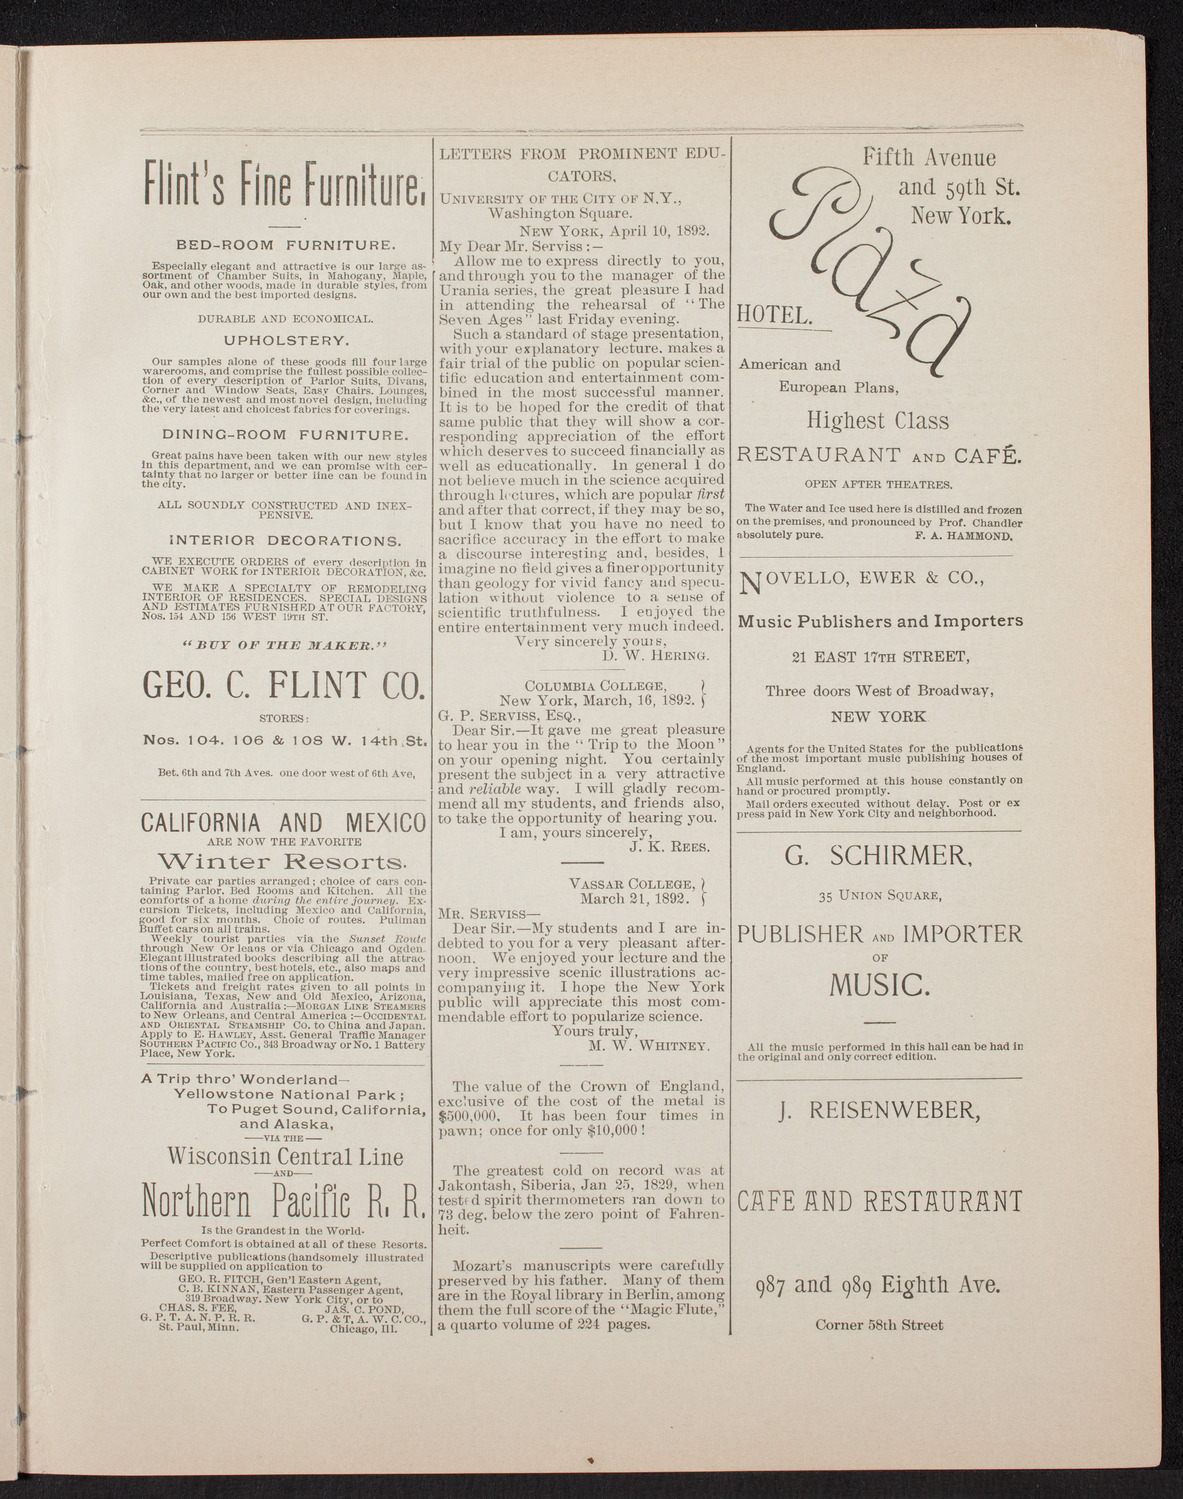 Flint's Fine Furniture.
BED-ROOM FURNITURE.
Especially elegant and attractive is our large as-
sortment of Chamber Suits, in Mahogany, Maple,
Oak, and other woods, made in durable styles, from
our own and the best imported designs.
DURABLE AND ECONOMICAL.
UPHOLSTERY.
Our samples alone of these goods fill four large
warerooms, and comprise the fullest possible collec-
tion of every description of Parlor Suits, Divans,
Corner and Window Seats, Easy Chairs. Lounges,
&c., of the newest and most novel design, including
the very latest and choicest fabrics for coverings.
DINING-ROOM FURNITURE.
Great pains have been taken with our new styles
in this department, and we can promise with cer-
tainty that no larger or better line can be found in
the city.
ALL SOUNDLY CONSTRUCTED AND INEX-
PENSIVE.
INTERIOR DECORATIONS.
WE EXECUTE ORDERS of every description in
CABINET WORK for INTERIOR DECORATION, &c.
WE MAKE A SPECIALTY OF REMODELING
INTERIOR OF RESIDENCES. SPECIAL DESIGNS
AND ESTIMATES FURNISHED AT OUR FACTORY,
Nos. 154 AND 156 WEST 19TH ST.
"BUY OF THE MAKER."
GEO. C. FLINT CO.
STORES:
Nos. 104. 106 & 108 W. 14th St.
Bet. 6th and 7th Aves. one door west of 6th Ave,
CALIFORNIA AND MEXICO
ARE NOW THE FAVORITE
Winter Resorts.
Private car parties arranged; choice of cars con-
taining Parlor, Bed Rooms and Kitchen. All the
comforts of a home during the entire journey. Ex-
cursion Tickets, including Mexico and California,
good for six months. Choic of routes. Pullman
Buffet cars on all trains.
Weekly tourist parties via the Sunset Route
through New Orleans or via Chicago and Ogden.
Elegant illustrated books describing all the attrac-
tions of the country, best hotels, etc., also maps and
time tables, mailed free on application.
Tickets and freight rates given to all points in
Louisiana, Texas, New and Old Mexico, Arizona,
California and Australia:—MORGAN LINE STEAMERS
to New Orleans, and Central America:—OCCIDENTAL
AND ORIENTAL STEAMSHIP Co. to China and Japan.
Apply to E. HAWLEY, Asst. General Traffic Manager
SOUTHERN PACIFIC Co., 343 Broadway or No. 1 Battery
Place, New York.
A Trip thro' Wonderland—
Yellowstone National Park;
To Puget Sound, California,
and Alaska,
—VIA THE—
Wisconsin Central Line
—AND—
Northern Pacific R. R.
Is the Grandest in the World-
Perfect Comfort is obtained at all of these Resorts.
Descriptive publications (handsomely illustrated
will be supplied on application to
GEO. R. FITCH, Gen'l Eastern Agent,
C. B. KINNAN, Eastern Passenger Agent,
319 Broadway. New York City, or to
CHAS. S. FEE, JAS. C. POND,
G. P. T. A. N. P. R. R. G. P. & T. A. W. C. CO.,
St. Paul, Minn. Chicago, Ill.
LETTERS FROM PROMINENT EDU-
CATORS.
UNIVERSITY OF THE CITY OF N.Y.,
Washington Square.
NEW YORK, April 10, 1892.
My Dear Mr. Serviss:—
Allow me to express directly to you,
and through you to the manager of the
Urania series, the great pleasure I had
in attending the rehearsal of "The
Seven Ages" last Friday evening.
Such a standard of stage presentation,
with your explanatory lecture, makes a
fair trial of the public on popular scien-
tific education and entertainment com-
bined in the most successful manner.
It is to be hoped for the credit of that
same public that they will show a cor-
responding appreciation of the effort
which deserves to succeed financially as
well as educationally. In general I do
not believe much in the science acquired
through lectures, which are popular first
and after that correct, if they may be so,
but I know that you have no need to
sacrifice accuracy in the effort to make
a discourse interesting and, besides, I
imagine no field gives a finer opportunity
than geology for vivid fancy and specu-
lation without violence to a sense of
scientific truthfulness. I enjoyed the
entire entertainment very much indeed.
Very sincerely yours,
D. W. HERING.
COLUMBIA COLLEGE, }
New York, March, 16, 1892. }
G. P. SERVISS, ESQ.,
Dear Sir.—It gave me great pleasure
to hear you in the "Trip to the Moon"
on your opening night. You certainly
present the subject in a very attractive
and reliable way. I will gladly recom-
mend all my students, and friends also,
to take the opportunity of hearing you.
I am, yours sincerely,
J. K. REES.
VASSAR COLLEGE, }
March 21, 1892. }
MR. SERVISS—
Dear Sir.—My students and I are in-
debted to you for a very pleasant after-
noon. We enjoyed your lecture and the
very impressive scenic illustrations ac-
companying it. I hope the New York
public will appreciate this most com-
mendable effort to popularize science.
Yours truly,
M. W. WHITNEY.
The value of the Crown of England,
exclusive of the cost of the metal is
$500,000, It has been four times in
pawn; once for only $10,000!
The greatest cold on record was at
Jakontash, Siberia, Jan 25, 1829, when
tested spirit thermometers ran down to
73 deg. below the zero point of Fahren-
heit.
Mozart's manuscripts were carefully
preserved by his father. Many of them
are in the Royal library in Berlin, among
them the full score of the "Magic Flute,"
a quarto volume of 224 pages.
Fifth Avenue
and 59th St.
New York.
Plaza
HOTEL.
American and
European Plans,
Highest Class
RESTAURANT AND CAFÉ.
OPEN AFTER THEATRES.
The Water and Ice used here is distilled and frozen
on the premises, and pronounced by Prof. Chandler
absolutely pure. F. A. HAMMOND.
NOVELLO, EWER & CO.,
Music Publishers and Importers
21 EAST 17TH STREET,
Three doors West of Broadway,
NEW YORK
Agents for the United States for the publications
of the most important music publishing houses of
England.
All music performed at this house constantly on
hand or procured promptly.
Mail orders executed without delay. Post or ex
press paid in New York City and neighborhood.
G. SCHIRMER,
35 UNION SQUARE,
PUBLISHER AND IMPORTER
OF
MUSIC.
All the music performed in this hall can be had in
the original and only correct edition.
J. REISENWEBER,
CAFE AND RESTAURANT
987 and 989 Eighth Ave.
Corner 58th Street